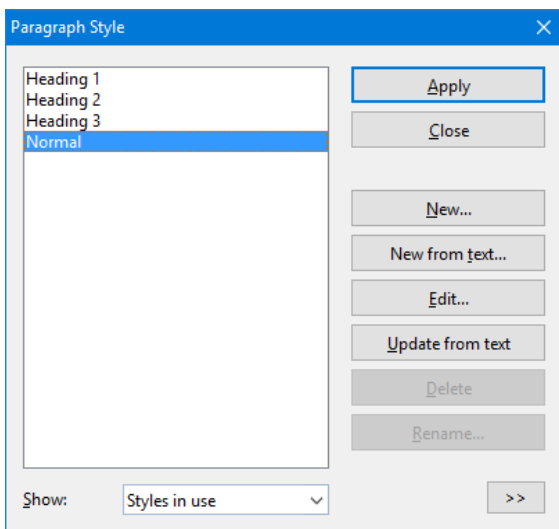 Paragraph Style
Heading 1
Heading 2
Heading 3
Normal
Apply
Close
New...
New from text...
Edit...
Update from text
Delete
Rename...
Show:
Styles in use
>>